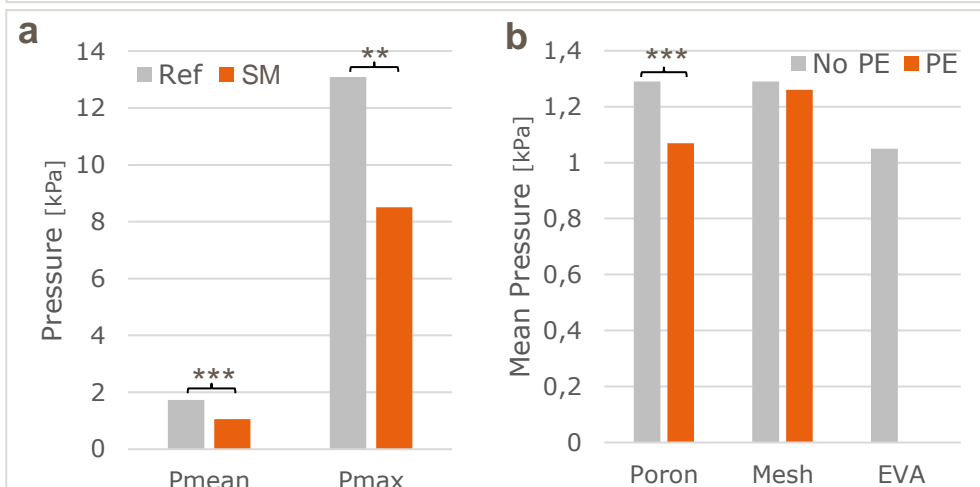 a
Pressure [kPa]
14
12
10
8
6
4
2
0
Ref SM
**
***
Pmean Pmax
b
Mean Pressure [kPa]
1,4
1,2
1
0,8
0,6
0,4
0,2
0
No PE PE
***
Poron Mesh EVA